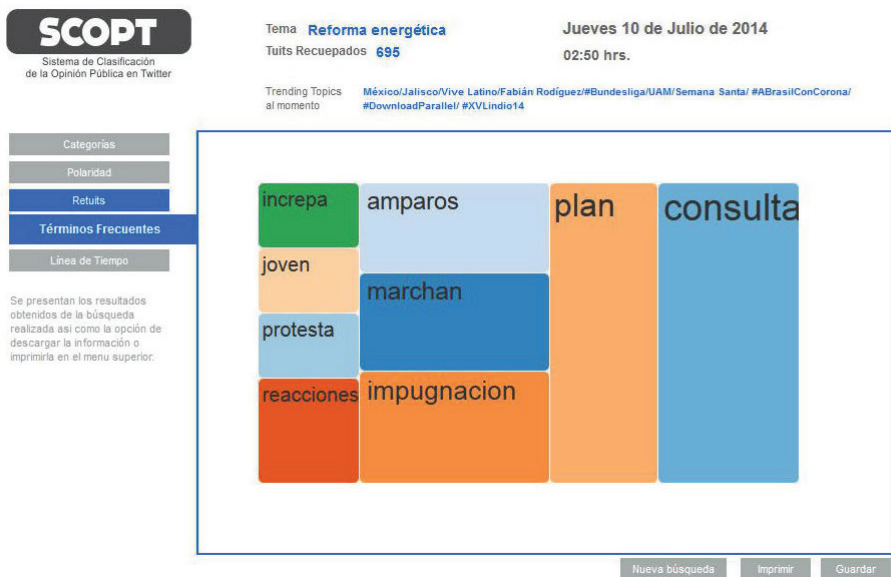 SCOPT
Sistema de Clasificación
de la Opinión Pública en Twitter
Tema Reforma energética
Tuits Recuepados 695
Jueves 10 de Julio de 2014
02:50 hrs.
Trending Topics
al momento
México/Jalisco/Vive Latino/Fabián Rodíguez/#Bundesliga/UAM/Semana Santa/ #ABrasilConCorona/
#DownloadParallel/ #XVLindio14
Categorías
Polaridad
Retuits
Términos Frecuentes
Línea de Tiempo
Se presentan los resultados
obtenidos de la búsqueda
realizada asi como la opción de
descargar la información o
imprimirla en el menu superior.
increpa
joven
protesta
reacciones
amparos
marchan
impugnacion
plan
consulta
Nueva búsqueda
Imprimir
Guardar